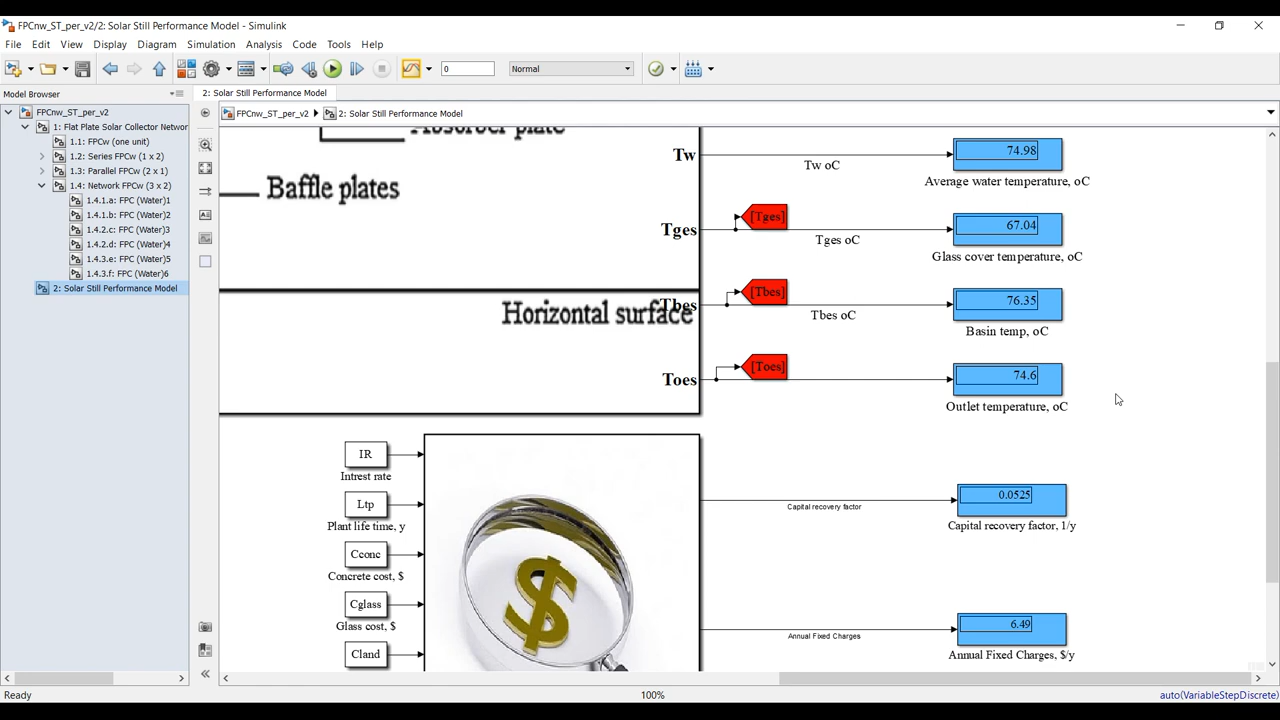 FPCnw_ST_per_v2/2: Solar Still Performance Model - Simulink
File Edit View Display Diagram Simulation Analysis Code Tools Help
0
Normal
Model Browser
2: Solar Still Performance Model
FPCnw_ST_per_v2
1: Flat Plate Solar Collector Networ
1.1: FPCw (one unit)
1.2: Series FPCw (1 x 2)
1.3: Parallel FPCw (2 x 1)
1.4: Network FPCw (3 x 2)
1.4.1.a: FPC (Water)1
1.4.1.b: FPC (Water)2
1.4.2.c: FPC (Water)3
1.4.2.d: FPC (Water)4
1.4.3.e: FPC (Water)5
1.4.3.f: FPC (Water)6
2: Solar Still Performance Model
FPCnw_ST_per_v2 2: Solar Still Performance Model
Absorber plate
Baffle plates
Horizontal surface
Tw
Tw oC
74.98
Average water temperature, oC
Tges
[Tges]
Tges oC
67.04
Glass cover temperature, oC
Tbes
[Tbes]
Tbes oC
76.35
Basin temp, oC
Toes
[Toes]
74.6
Outlet temperature, oC
IR
Intrest rate
Ltp
Plant life time, y
Cconc
Concrete cost, $
Cglass
Glass cost, $
Cland
$
Capital recovery factor
0.0525
Capital recovery factor, 1/y
Annual Fixed Charges
6.49
Annual Fixed Charges, $/y
Ready
100%
auto(VariableStepDiscrete)